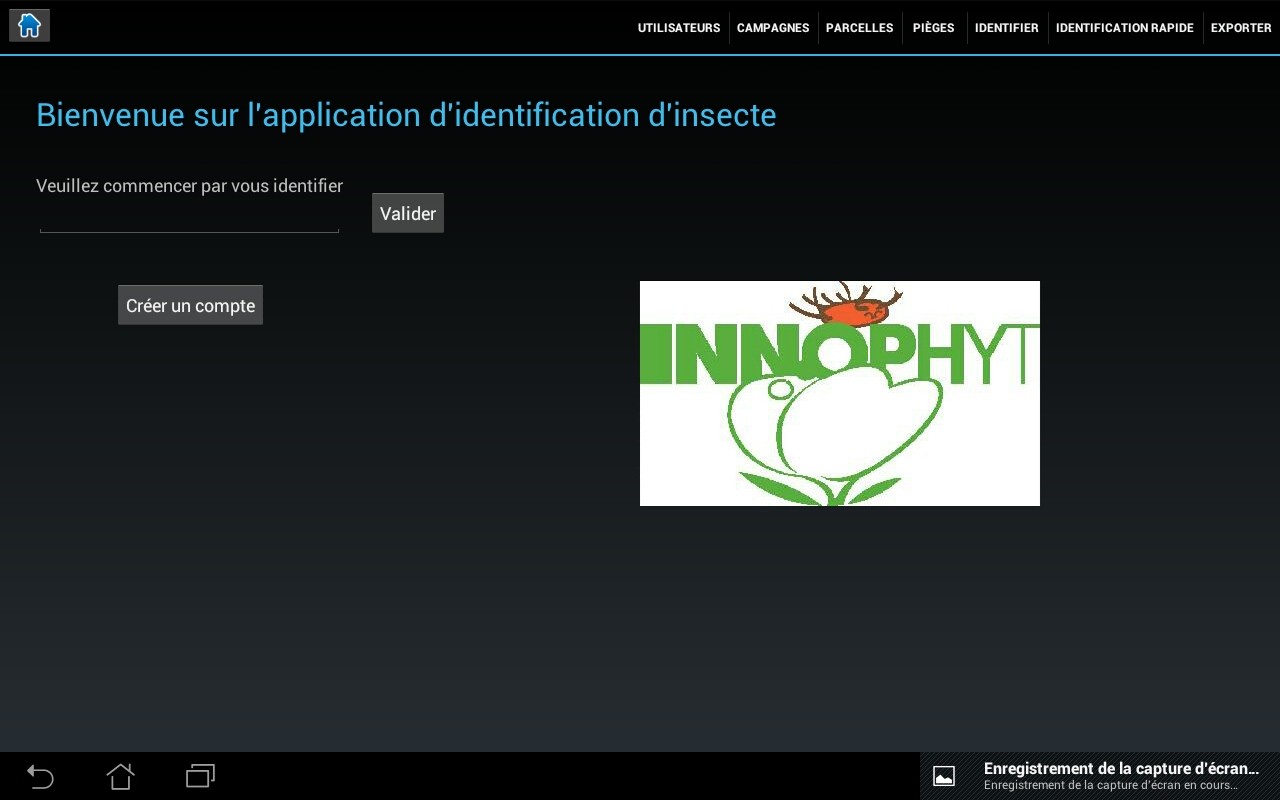 UTILISATEURS CAMPAGNES PARCELLES PIÈGES IDENTIFIER IDENTIFICATION RAPIDE EXPORTER
Bienvenue sur l'application d'identification d'insecte
Veuillez commencer par vous identifier
Valider
Créer un compte
INNOPHYT
Enregistrement de la capture d'écran...
Enregistrement de la capture d'écran en cours...